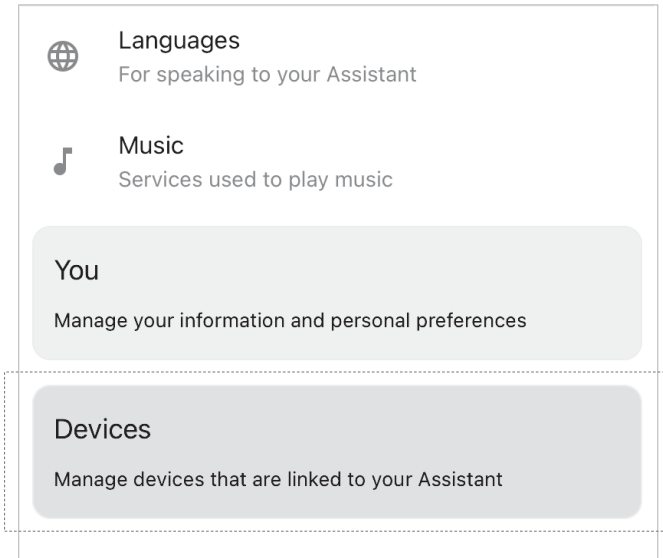 Languages
For speaking to your Assistant
Music
Services used to play music
You
Manage your information and personal preferences
Devices
Manage devices that are linked to your Assistant